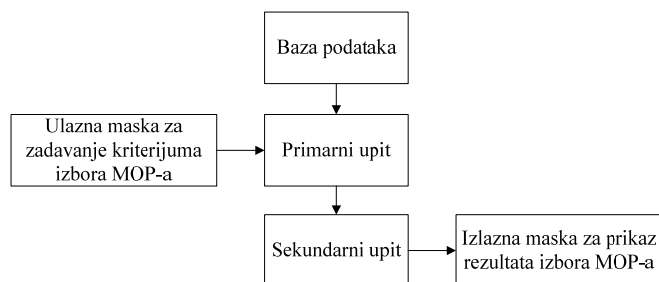 Baza podataka
Ulazna maska za
zadavanje kriterijuma
izbora MOP-a
Primarni upit
Sekundarni upit
Izlazna maska za prikaz
rezultata izbora MOP-a